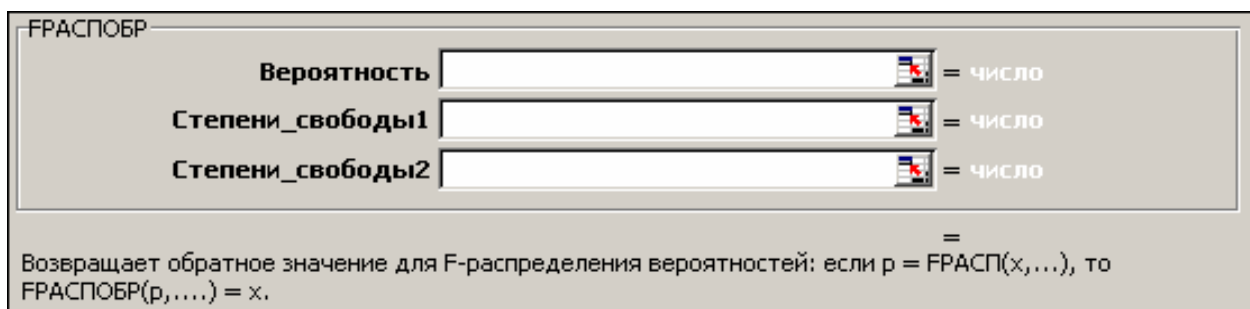 FРАСПОБР
Вероятность = число
Степени_свободы1 = число
Степени_свободы2 = число
=
Возвращает обратное значение для F-распределения вероятностей: если p = FРАСП(x,...), то
FРАСПОБР(p,....) = x.